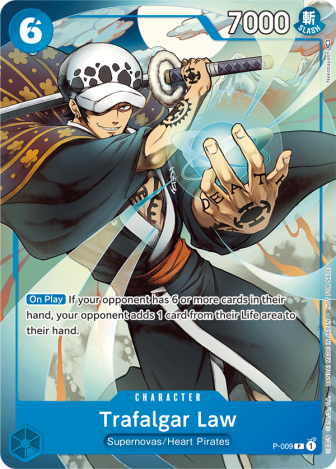 6
7000
斬
SLASH
DEATH
On Play If your opponent has 6 or more cards in their
hand, your opponent adds 1 card from their Life area to
their hand.
CHARACTER
Trafalgar Law
Supernovas/Heart Pirates
P-009 P 1